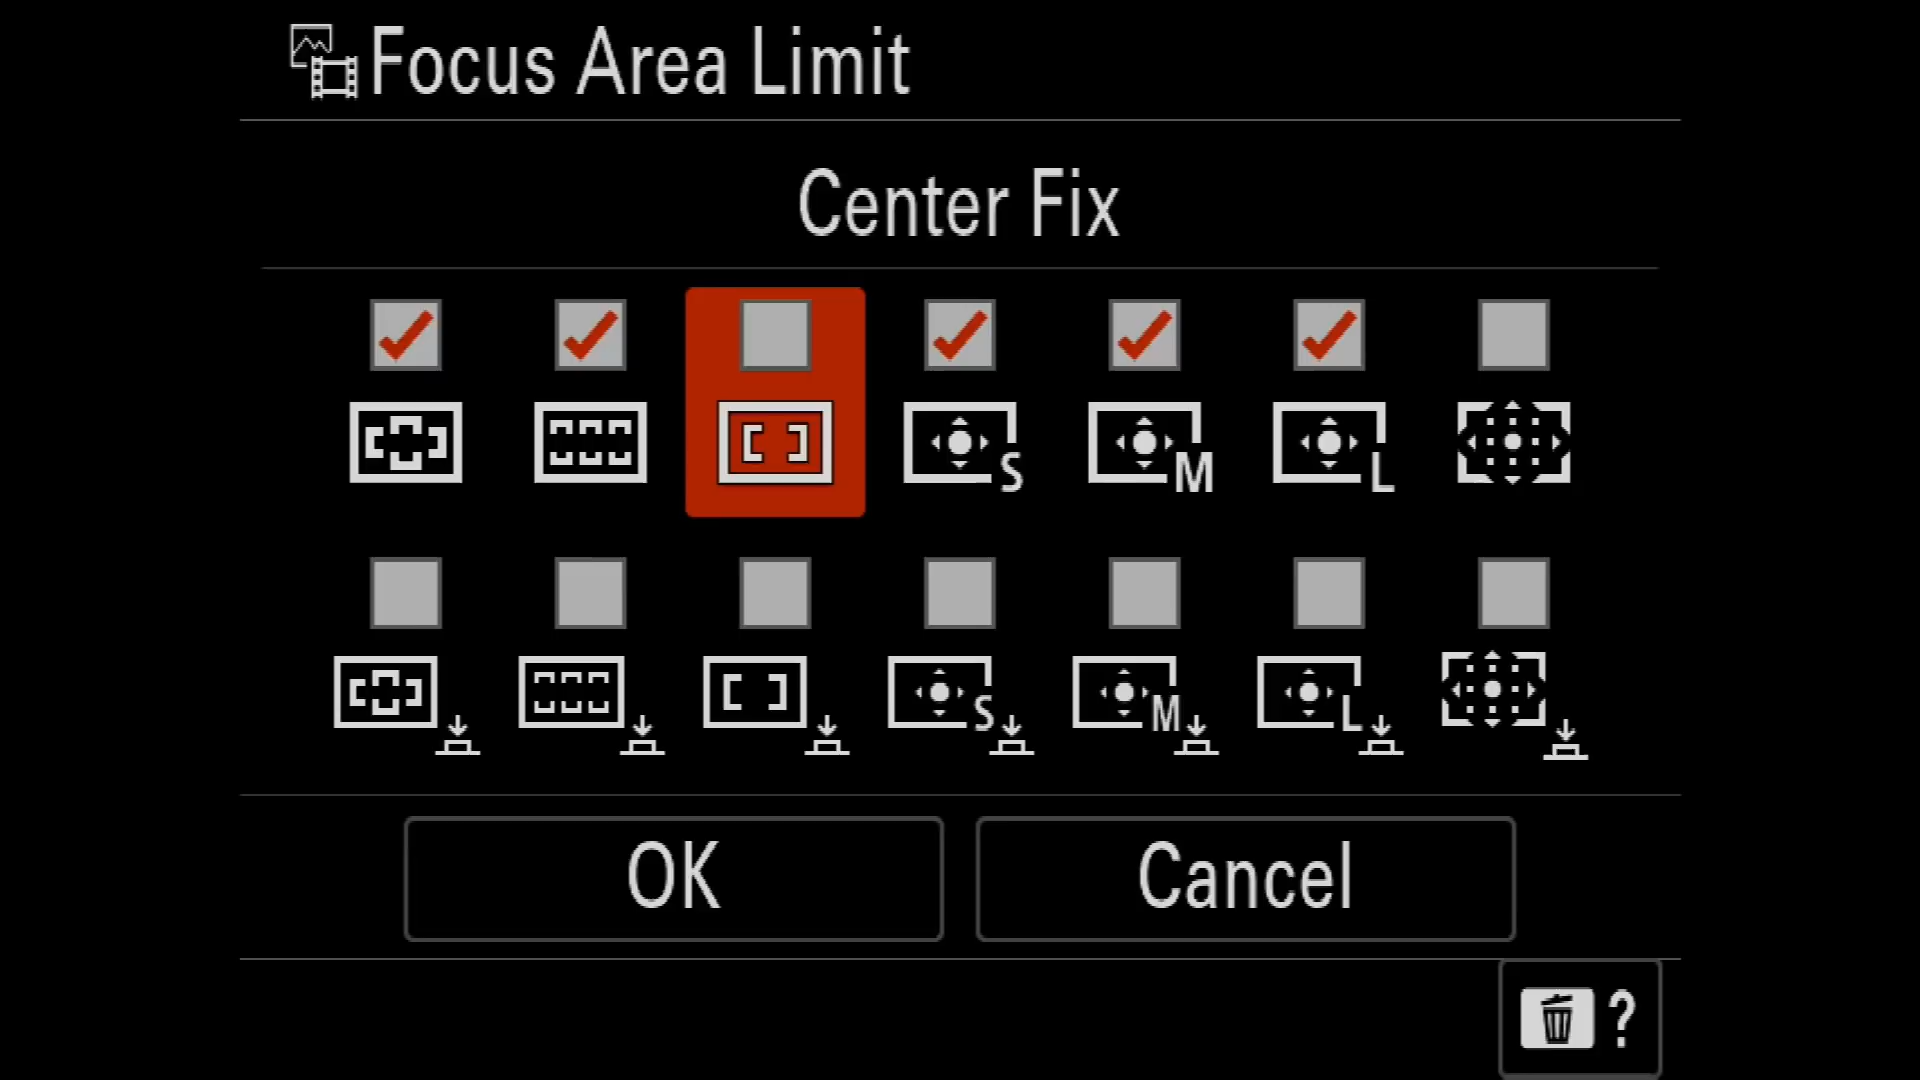 Focus Area Limit
Center Fix
S M L
S M L
OK Cancel
?